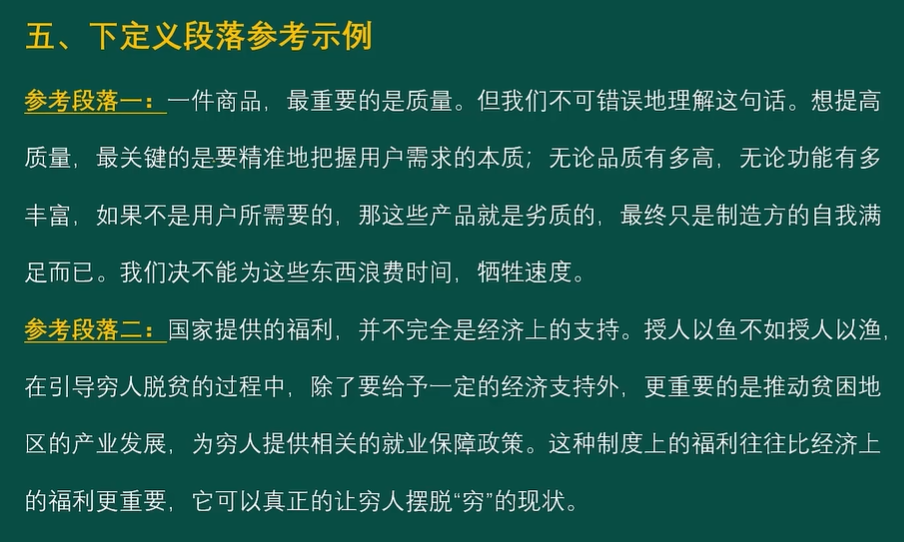 五、下定义段落参考示例
参考段落一：一件商品，最重要的是质量。但我们不可错误地理解这句话。想提高
质量，最关键的是要精准地把握用户需求的本质；无论品质有多高，无论功能有多
丰富，如果不是用户所需要的，那这些产品就是劣质的，最终只是制造方的自我满
足而已。我们决不能为这些东西浪费时间，牺牲速度。
参考段落二：国家提供的福利，并不完全是经济上的支持。授人以鱼不如授人以渔，
在引导穷人脱贫的过程中，除了要给予一定的经济支持外，更重要的是推动贫困地
区的产业发展，为穷人提供相关的就业保障政策。这种制度上的福利往往比经济上
的福利更重要，它可以真正的让穷人摆脱“穷”的现状。